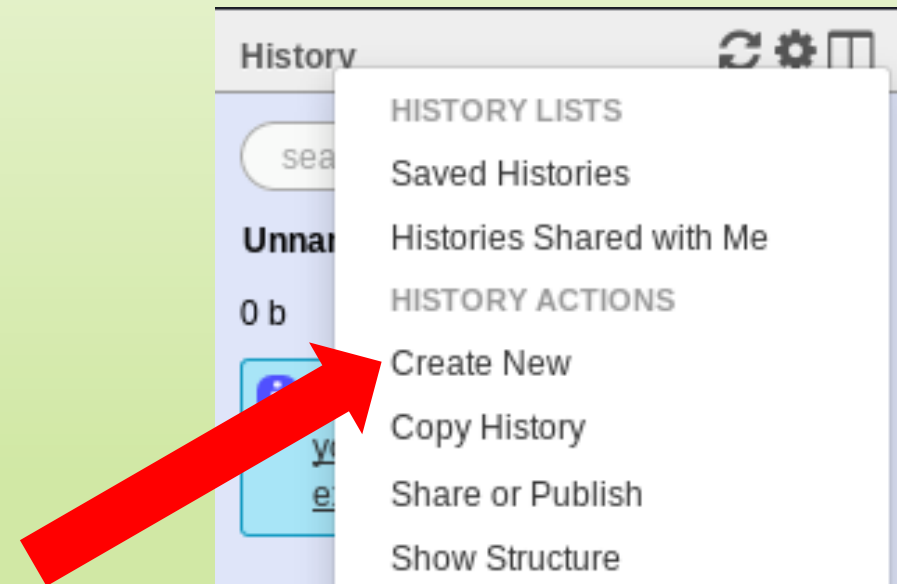 History
HISTORY LISTS
Saved Histories
Histories Shared with Me
0 b
HISTORY ACTIONS
Create New
Copy History
Share or Publish
Show Structure